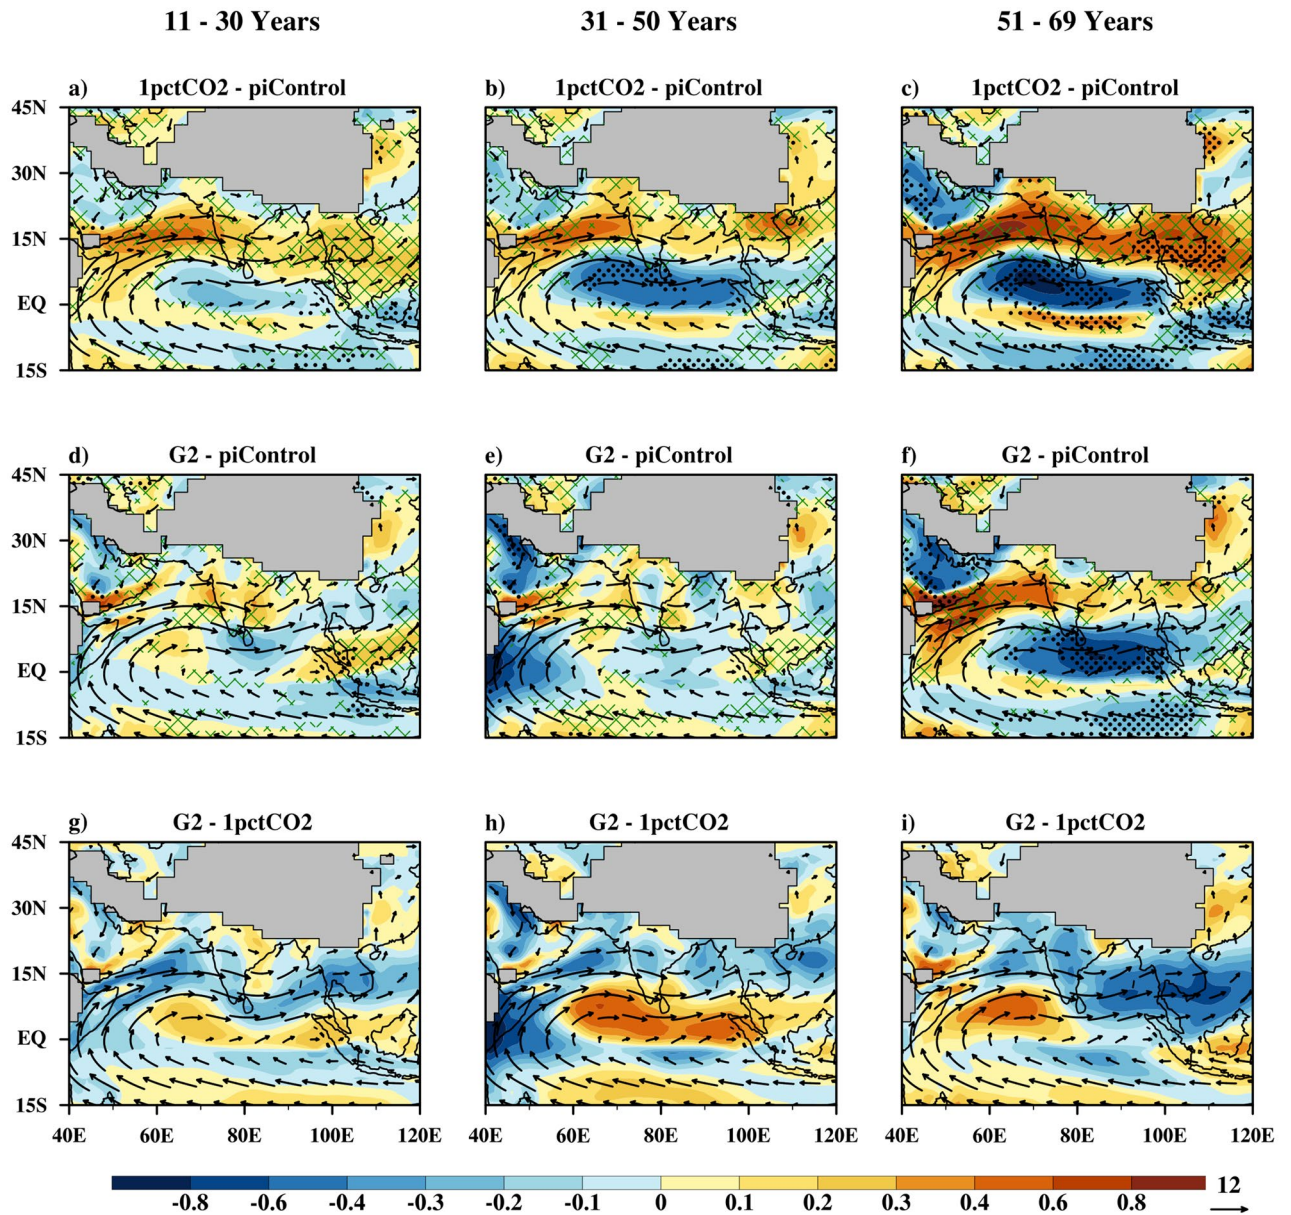 11 - 30 Years 31 - 50 Years 51 - 69 Years
a) 1pctCO2 - piControl b) 1pctCO2 - piControl c) 1pctCO2 - piControl
45N
30N
15N
EQ
15S
d) G2 - piControl e) G2 - piControl f) G2 - piControl
45N
30N
15N
EQ
15S
g) G2 - 1pctCO2 h) G2 - 1pctCO2 i) G2 - 1pctCO2
45N
30N
15N
EQ
15S
40E 60E 80E 100E 120E 40E 60E 80E 100E 120E 40E 60E 80E 100E 120E
12
-0.8 -0.6 -0.4 -0.3 -0.2 -0.1 0 0.1 0.2 0.3 0.4 0.6 0.8